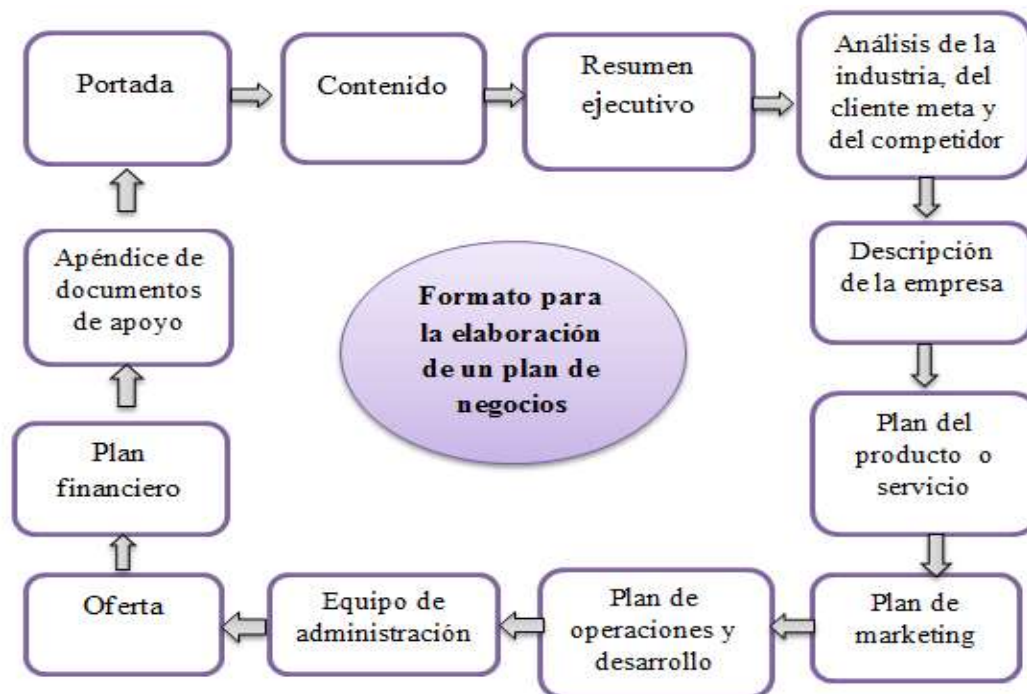 Portada
Contenido
Resumen
ejecutivo
Análisis de la
industria, del
cliente meta y
del competidor
Descripción
de la empresa
Plan del
producto o
servicio
Plan de
marketing
Plan de
operaciones y
desarrollo
Equipo de
administración
Oferta
Plan
financiero
Apéndice de
documentos
de apoyo
Formato para
la elaboración
de un plan de
negocios